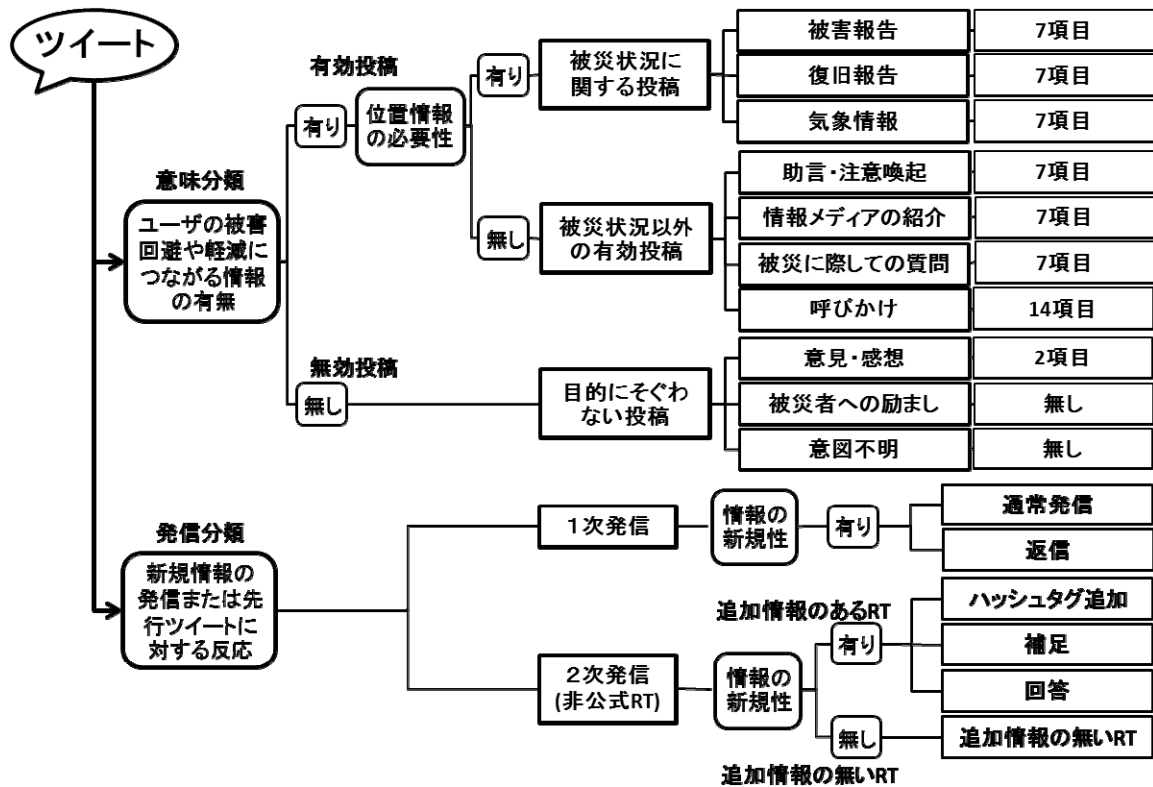 ツイート
意味分類
ユーザの被害
回避や軽減に
つながる情報
の有無
有効投稿
有り
位置情報
の必要性
有り
被災状況に
関する投稿
被害報告
7項目
復旧報告
7項目
気象情報
7項目
無し
被災状況以外
の有効投稿
助言・注意喚起
7項目
情報メディアの紹介
7項目
被災に際しての質問
7項目
呼びかけ
14項目
無効投稿
無し
目的にそぐわ
ない投稿
意見・感想
2項目
被災者への励まし
無し
意図不明
無し
発信分類
新規情報の
発信または先
行ツイートに
対する反応
1次発信
情報の
新規性
有り
通常発信
返信
2次発信
(非公式RT)
情報の
新規性
追加情報のあるRT
有り
ハッシュタグ追加
補足
回答
無し
追加情報の無いRT
追加情報の無いRT